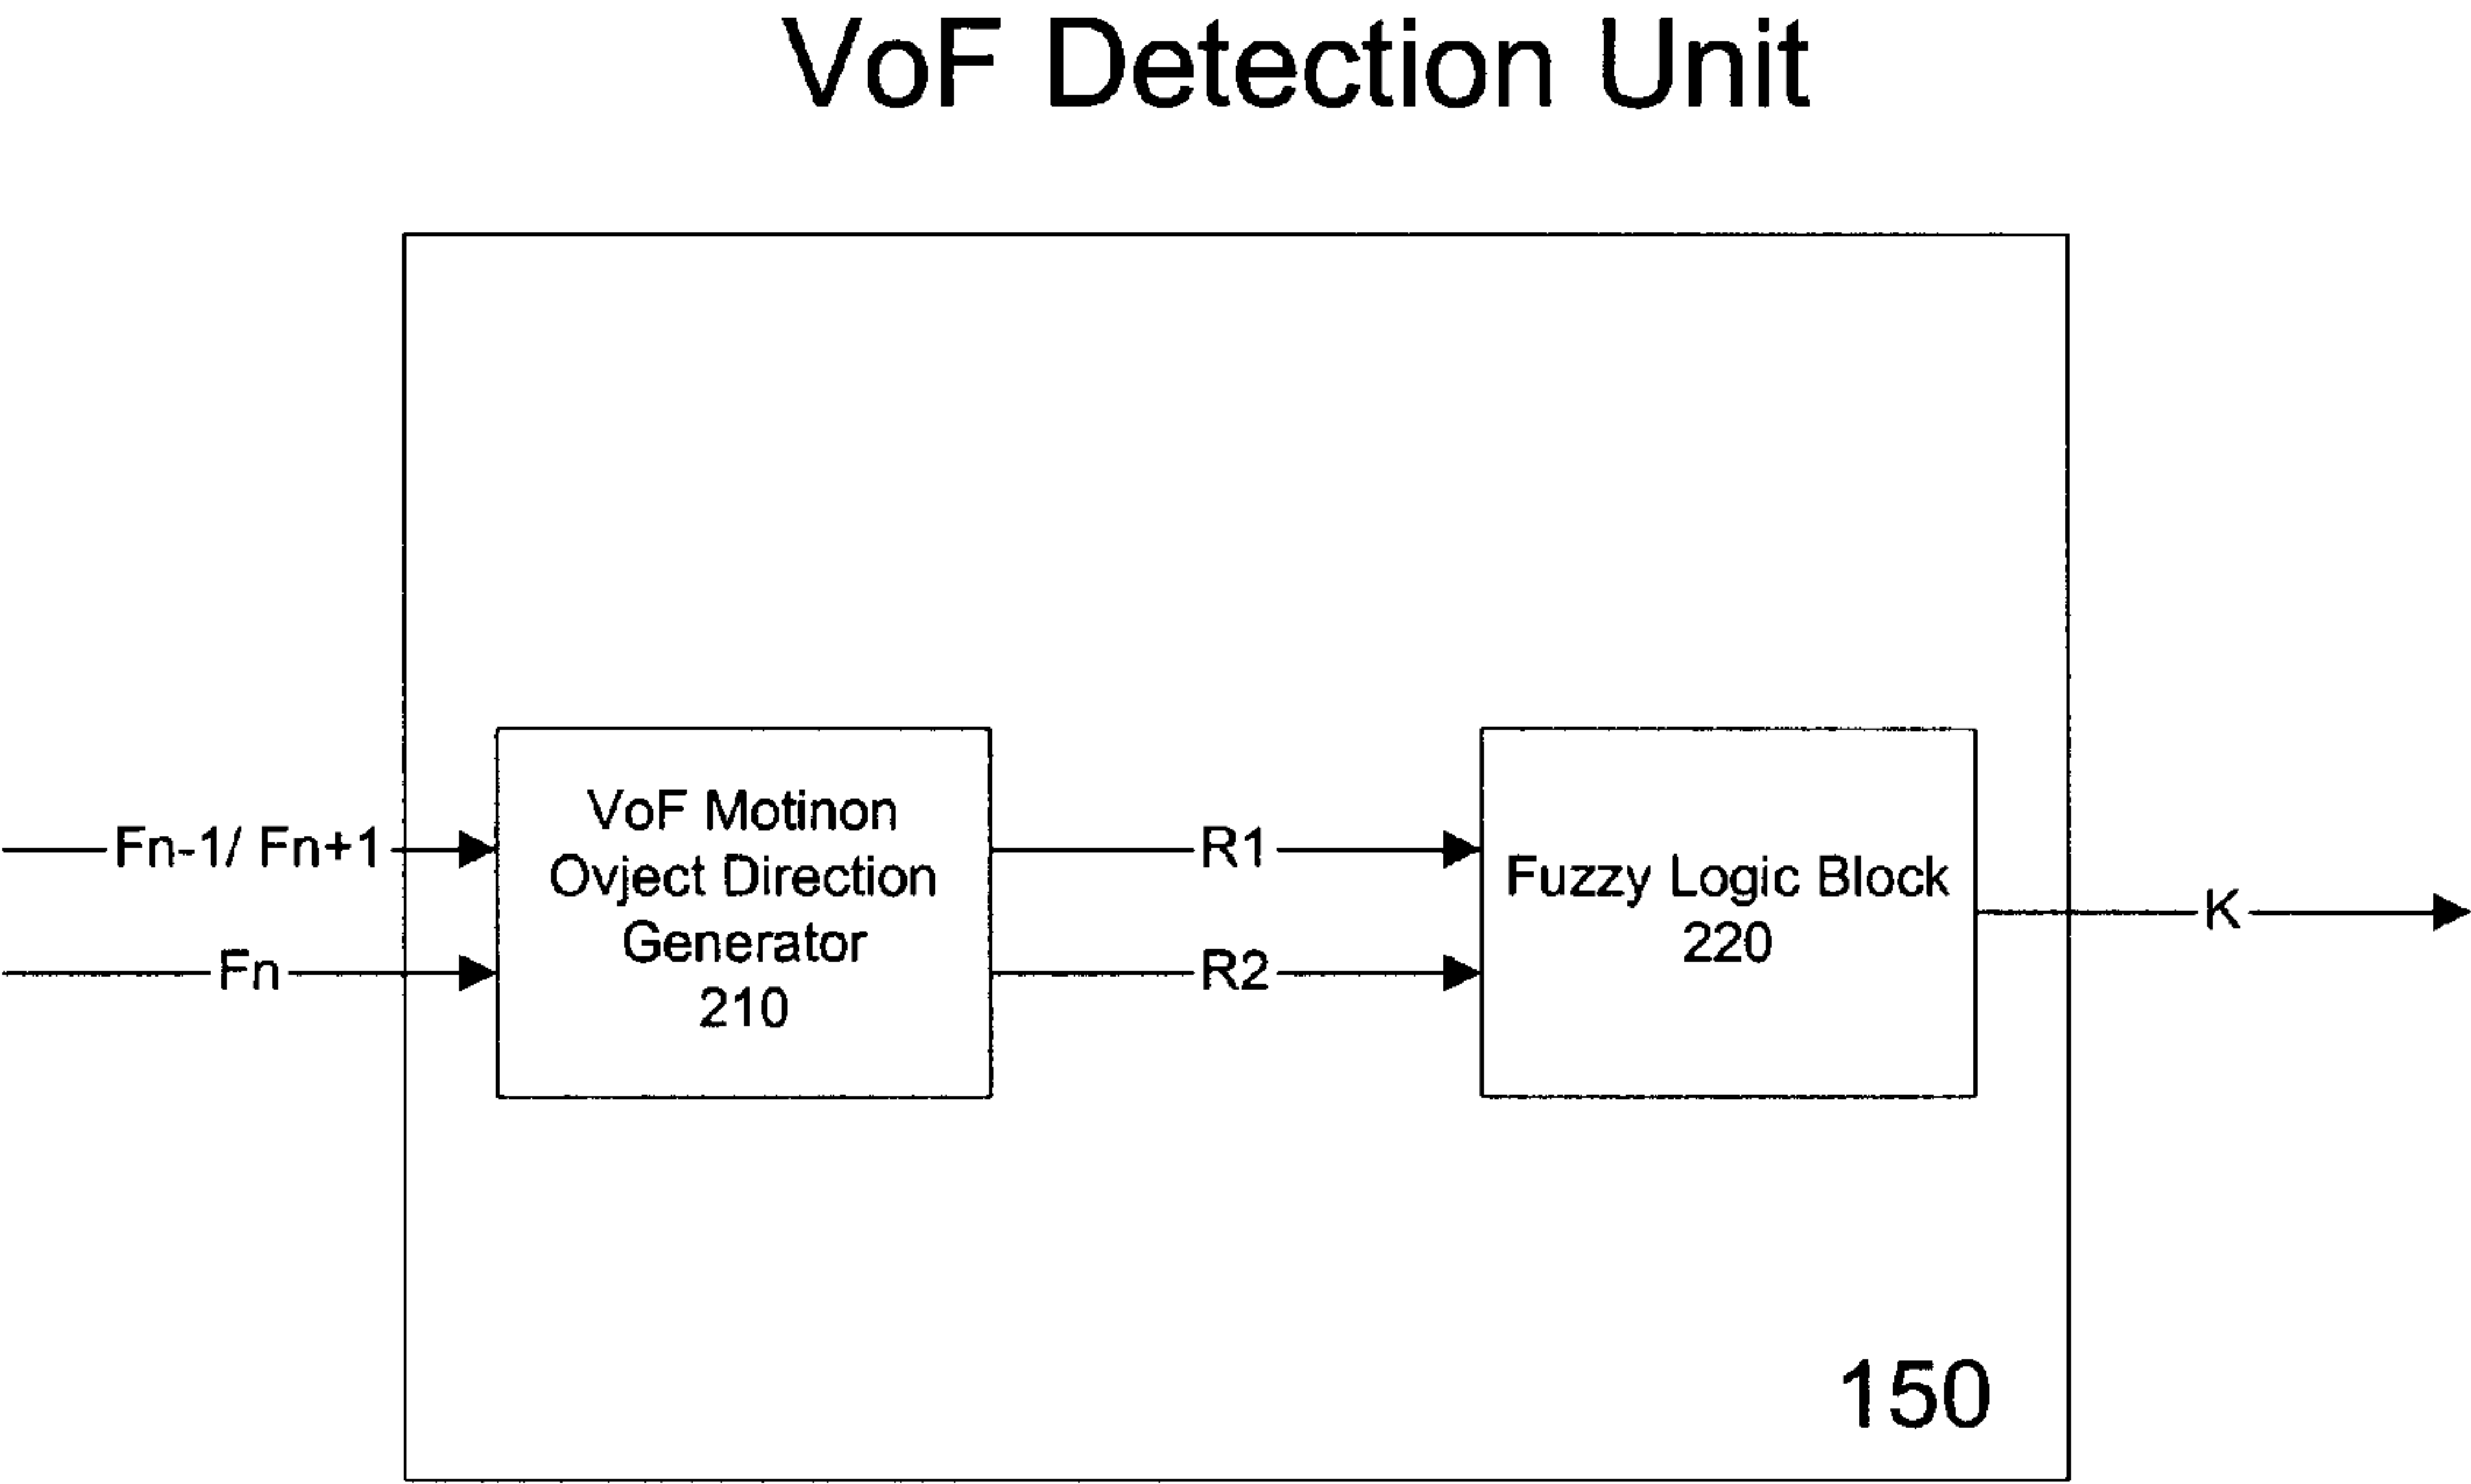 VoF Detection Unit
Fn-1/ Fn+1
Fn
VoF Motinon
Ovject Direction
Generator
210
R1
R2
Fuzzy Logic Block
220
K
150